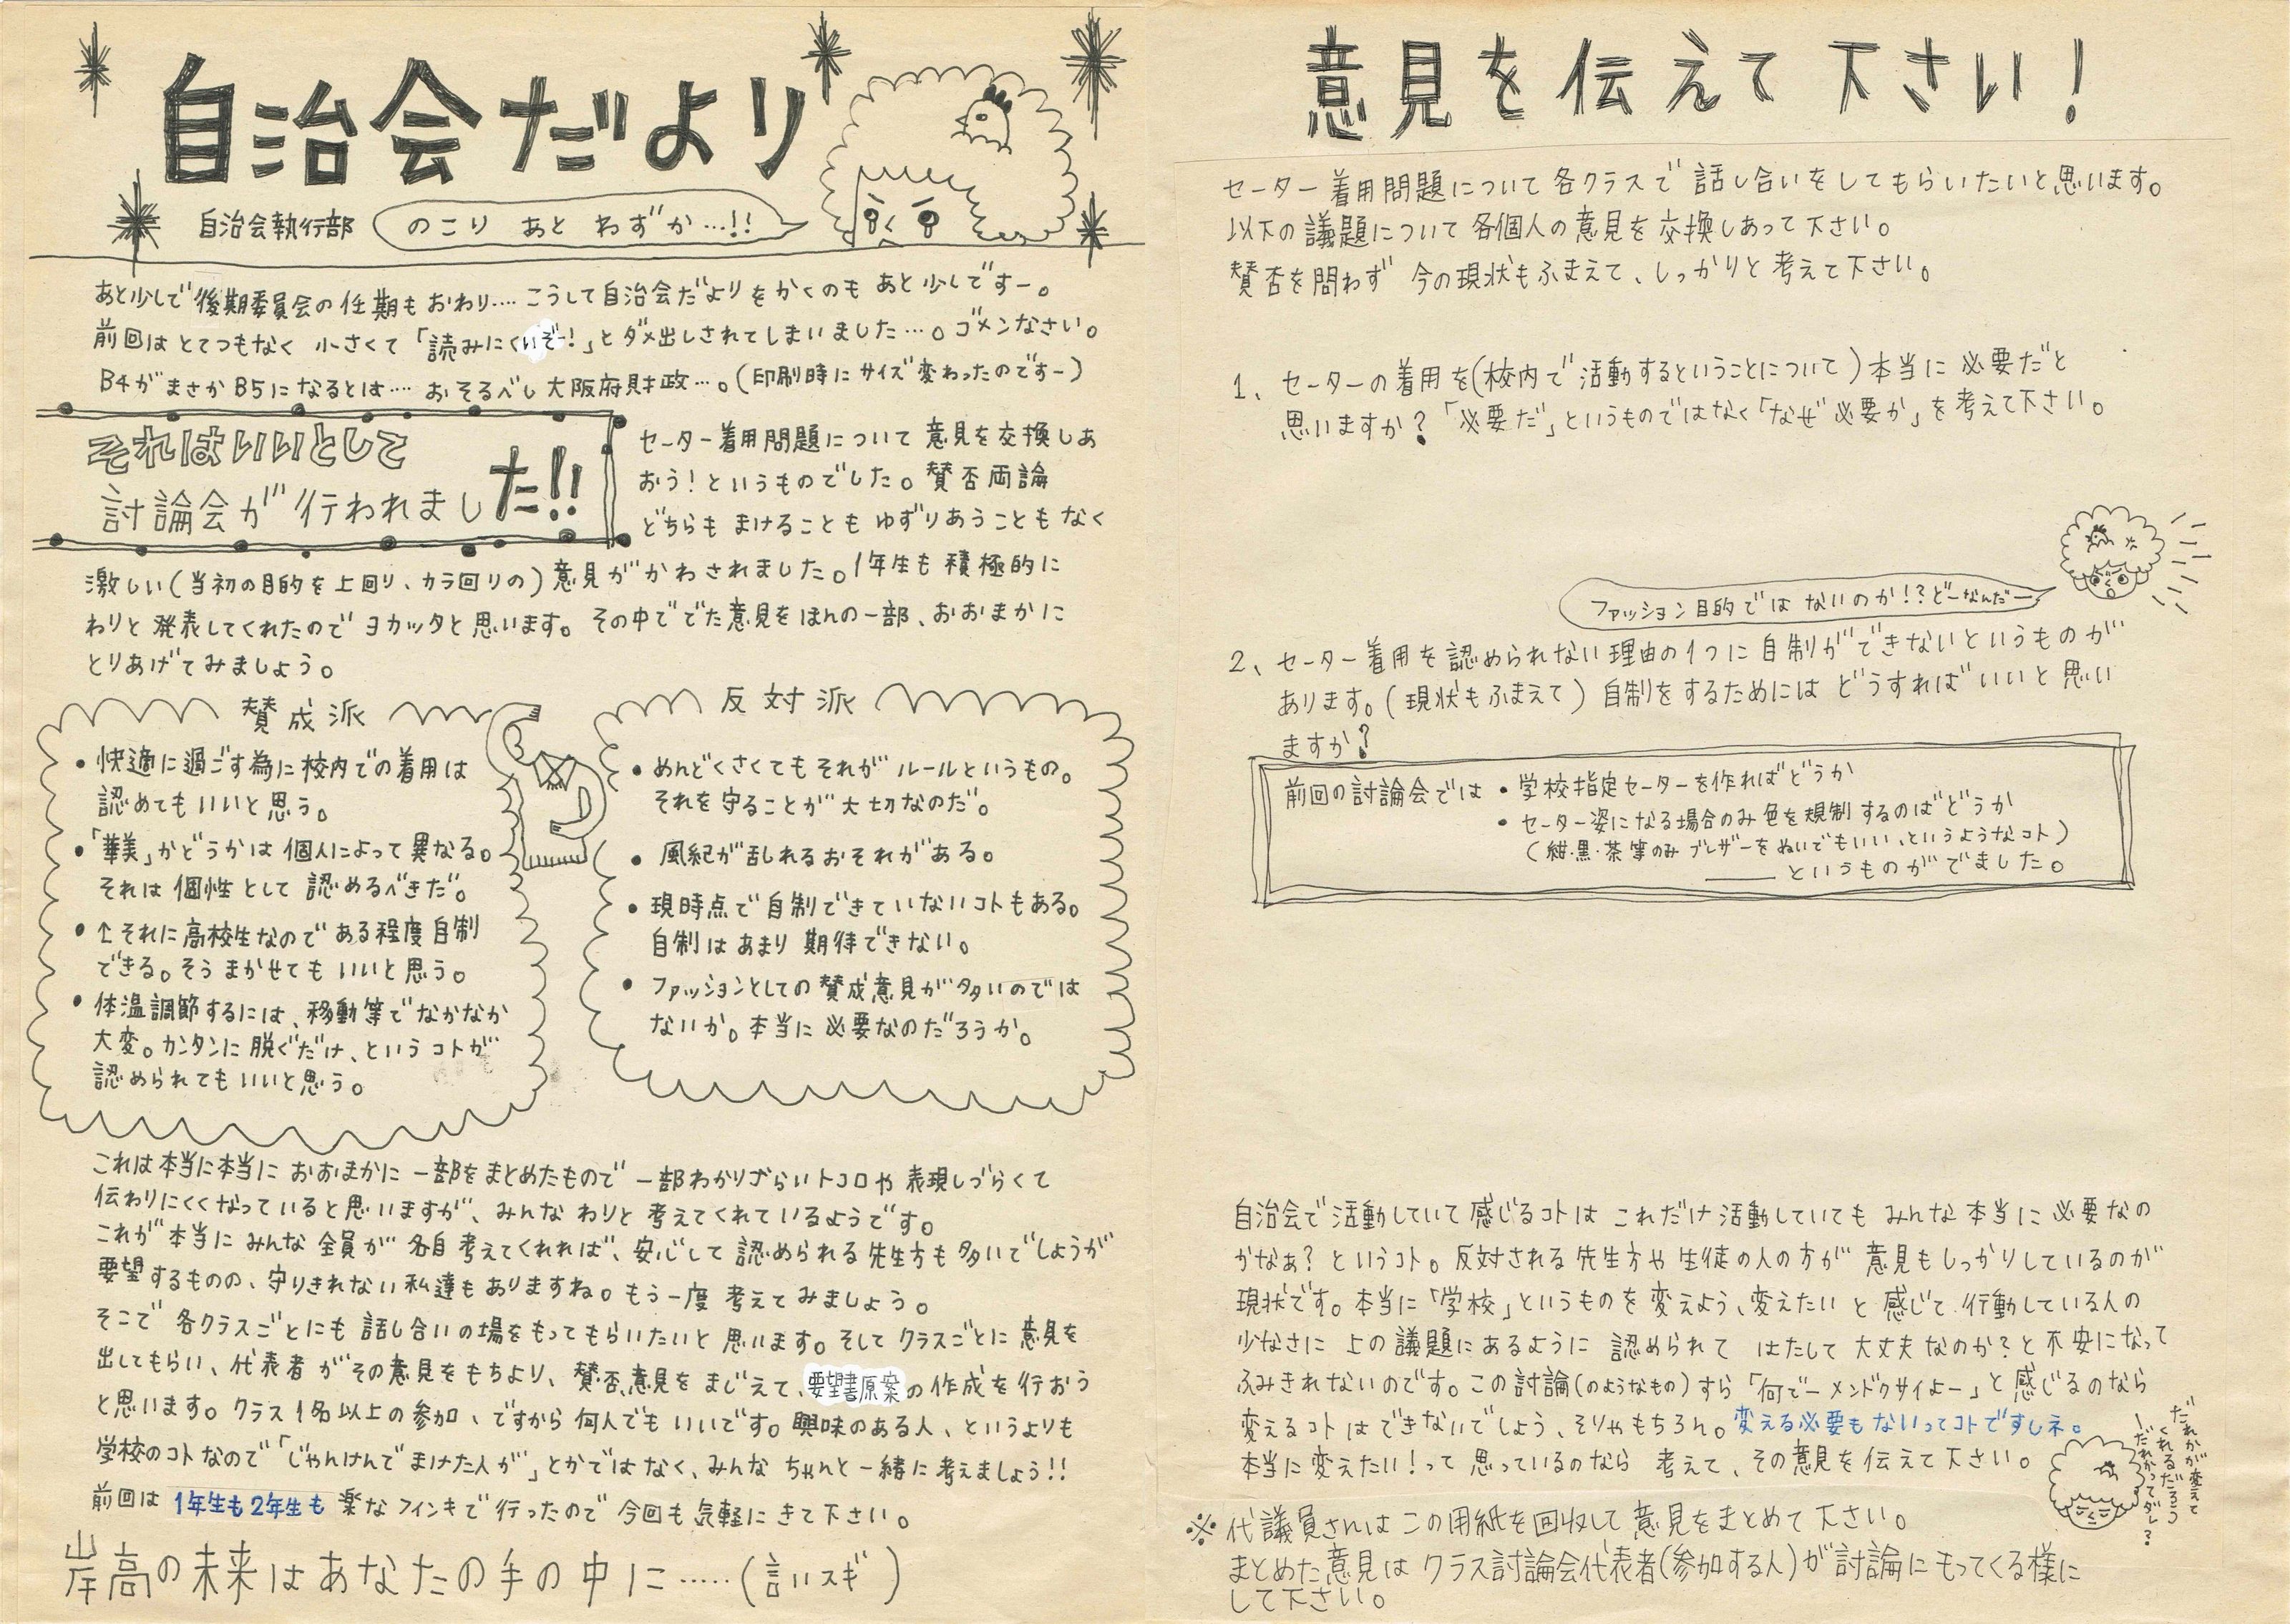 自治会だより
自治会執行部
のこり あと わずか…!!
あと少しで後期委員会の任期もおわり…. こうして自治会だよりをかくのも あと少しですー。
前回は とてつもなく 小さくて 「読みにくいぞー!」と ダメ出しされてしまいました…。ゴメンなさい。
B4が まさか B5に なるとは…. おそるべし 大阪府財政…。(印刷時に サイズ変わったのですー)
それはいいとして
討論会が行われました!!
セーター着用問題について 意見を交換しあ
おう!というものでした。賛否両論
どちらも まけることも ゆずりあうことも なく
激しい(当初の目的を上回り、カラ回りの)意見がかわされました。1年生も 積極的に
わりと 発表してくれたので ヨカッタと思います。その中ででた意見をほんの一部、おおまかに
とりあげてみましょう。
賛成派
• 快適に過ごす為に校内での着用は
認めてもいいと思う。
• 「華美」かどうかは 個人によって 異なる。
それは 個性として 認めるべきだ。
• ↑それに高校生なので ある程度 自制
できる。そう まかせても いいと思う。
• 体温調節するには、移動等でなかなか
大変。カンタンに脱ぐだけ、というコトが
認められてもいいと思う。
反対派
• めんどくさくてもそれが ルールというもの。
それを守ることが 大切なのだ。
• 風紀が乱れるおそれがある。
• 現時点で自制できていないコトもある。
自制はあまり 期待できない。
• ファッションとしての賛成意見が多いのでは
ないか。本当に必要なのだろうか。
これは本当に本当に おおまかに 一部をまとめたもので 一部わかりづらいトコロや 表現しづらくて
伝わりにくくなっていると思いますが、みんな わりと 考えてくれているようです。
これが 本当に みんな 全員が 各自 考えてくれれば、安心して 認められる 先生方も 多いでしょうが
要望するものの、守りきれない私達もありますね。もう一度 考えてみましょう。
そこで 各クラスごとにも 話し合いの場をもってもらいたいと 思います。そして クラスごとに 意見を
出してもらい、代表者 がその意見をもちより、賛否意見を まじえて、要望書原案の作成を行おう
と思います。クラス1名以上の参加、ですから 何人でも いいです。興味のある人、というよりも
学校のコトなので「じゃんけんで まけた人が」とかではなく、みんな ちゃんと一緒に考えましょう!!
前回は 1年生も2年生も 楽なフインキで行ったので 今回も 気軽に きて下さい。
岸高の未来はあなたの手の中に…..(言いスギ)
意見を伝えて下さい!
セーター着用問題について各クラスで 話し合いをしてもらいたいと思います。
以下の議題について 各個人の意見を交換しあって下さい。
賛否を問わず 今の現状もふまえて、しっかりと考えて下さい。
1、セーターの着用を(校内で活動するということについて)本当に 必要だと
思いますか?「必要だ」というものではなく「なぜ必要か」を考えて下さい。
ファッション目的では ないのか!?どーなんだー
2、セーター着用を認められない理由の1つに自制ができないというものが
あります。(現状もふまえて) 自制をするためには どうすればいいと思い
ますか?
前回の討論会では • 学校指定セーターを作ればどうか
• セーター姿になる場合のみ色を規制するのはどうか
(紺・黒・茶等のみ ブレザーをぬいでもいい、というようなコト)
―― というものがでました。
自治会で活動していて感じるコトは これだけ活動していても みんな 本当に 必要なの
かなぁ? というコト。反対される先生方や生徒の人の方が 意見もしっかりしているのが
現状です。本当に「学校」というものを変えよう、変えたい と感じて 行動している人の
少なさに 上の議題にあるように 認められて はたして 大丈夫なのか?と不安になって
ふみきれないのです。この討論(のようなもの)すら「何でーメンドクサイよー」と感じるのなら
変えるコトはできないでしょう、そりゃもちろん。変える必要もないってコトですしネ。
本当に変えたい!って 思っているのなら 考えて、その意見を伝えて下さい。
だれかが変えて
くれるだろう
ーだれかってダレ?
※ 代議員さんは この用紙を回収して 意見をまとめて下さい。
まとめた意見は クラス討論会代表者(参加する人)が討論にもってくる様に
して下さい。